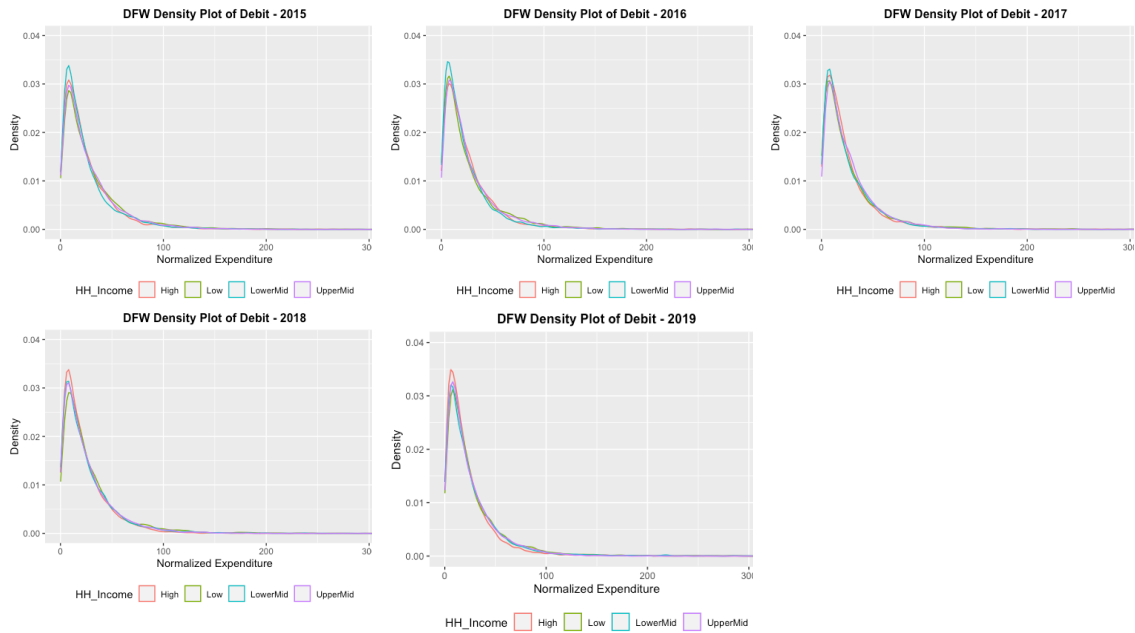 DFW Density Plot of Debit - 2015
0.04
0.03
0.02
0.01
0.00
Density
0
100
200
300
Normalized Expenditure
HH_Income High Low LowerMid UpperMid
DFW Density Plot of Debit - 2016
0.04
0.03
0.02
0.01
0.00
Density
0
100
200
30
Normalized Expenditure
HH_Income High Low LowerMid UpperMid
DFW Density Plot of Debit - 2017
0.04
0.03
0.02
0.01
0.00
Density
0
100
200
30
Normalized Expenditure
HH_Income High Low LowerMid UpperMid
DFW Density Plot of Debit - 2018
0.04
0.03
0.02
0.01
0.00
Density
0
100
200
300
Normalized Expenditure
HH_Income High Low LowerMid UpperMid
DFW Density Plot of Debit - 2019
0.04
0.03
0.02
0.01
0.00
Density
0
100
200
300
Normalized Expenditure
HH_Income High Low LowerMid UpperMid